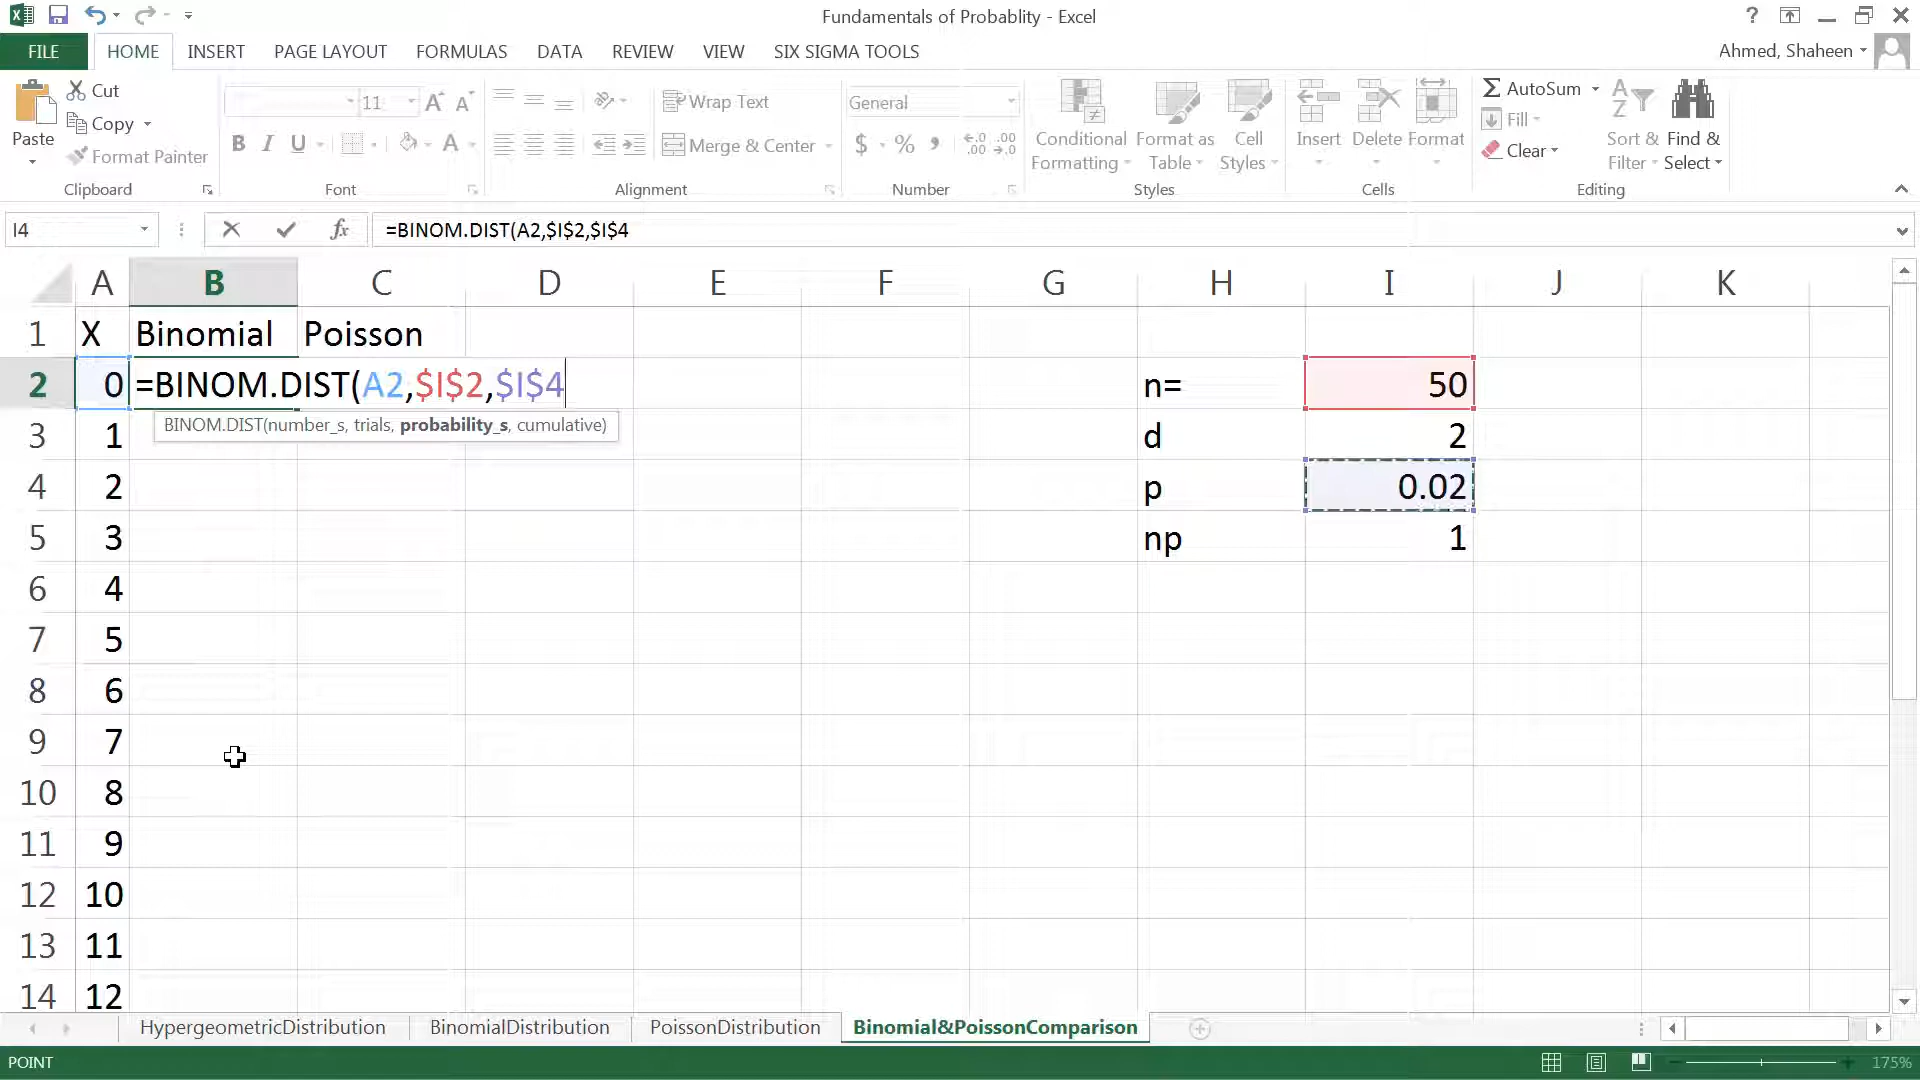 Fundamentals of Probablity - Excel
FILE HOME INSERT PAGE LAYOUT FORMULAS DATA REVIEW VIEW SIX SIGMA TOOLS Ahmed, Shaheen
Paste
Cut
Copy
Format Painter
Clipboard
11
B I U A
Font
Wrap Text
Merge & Center
Alignment
General
$ % ,
Number
Conditional Formatting
Format as Table
Cell Styles
Styles
Insert Delete Format
Cells
AutoSum
Fill
Clear
Sort & Filter
Find & Select
Editing
I4 fx =BINOM.DIST(A2,$I$2,$I$4
A B C D E F G H I J K
1 X Binomial Poisson
2 0 =BINOM.DIST(A2,$I$2,$I$4 n= 50
BINOM.DIST(number_s, trials, probability_s, cumulative)
3 1 d 2
4 2 p 0.02
5 3 np 1
6 4
7 5
8 6
9 7
10 8
11 9
12 10
13 11
14 12
HypergeometricDistribution BinomialDistribution PoissonDistribution Binomial&PoissonComparison
POINT 175%